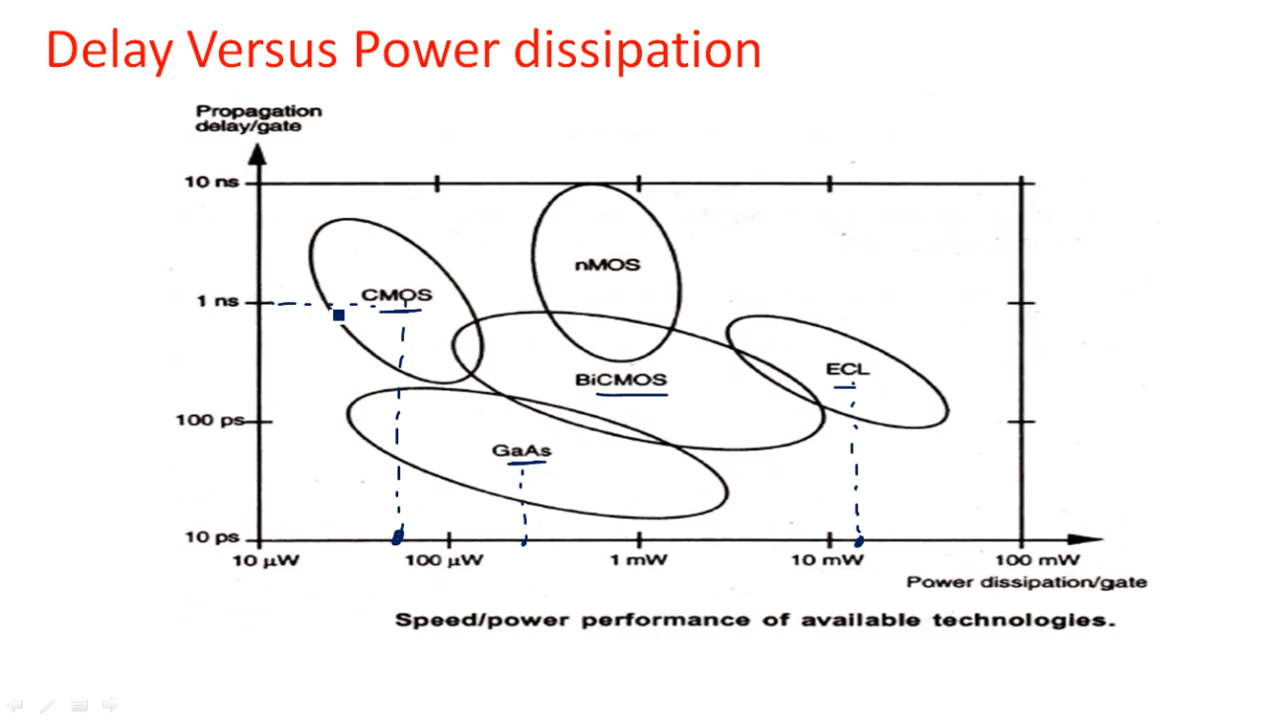 Delay Versus Power dissipation
Propagation
delay/gate
10 ns
nMOS
CMOS
1 ns
ECL
BiCMOS
100 ps
GaAs
10 ps
10 μW
100 μW
1 mW
10 mW
100 mW
Power dissipation/gate
Speed/power performance of available technologies.